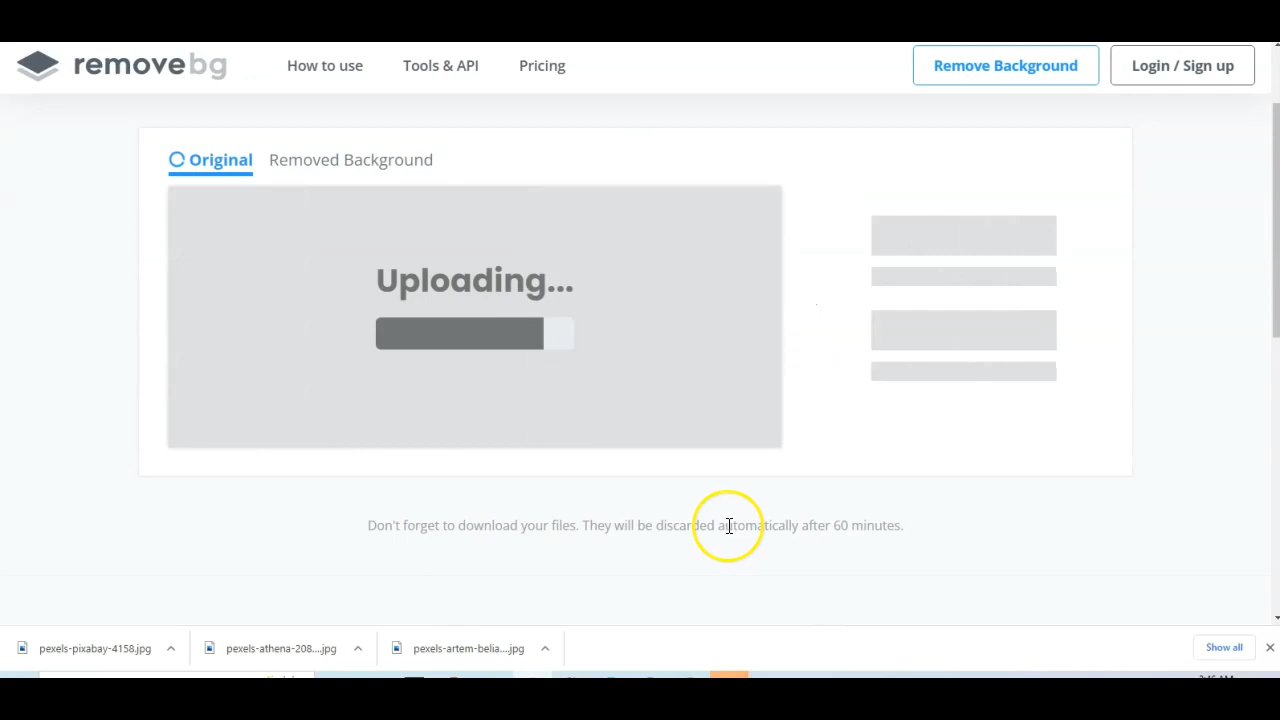 removebg
How to use
Tools & API
Pricing
Remove Background
Login / Sign up
Original
Removed Background
Uploading...
Don't forget to download your files. They will be discarded automatically after 60 minutes.
pexels-pixabay-4158.jpg
pexels-athena-208....jpg
pexels-artem-belia....jpg
Show all